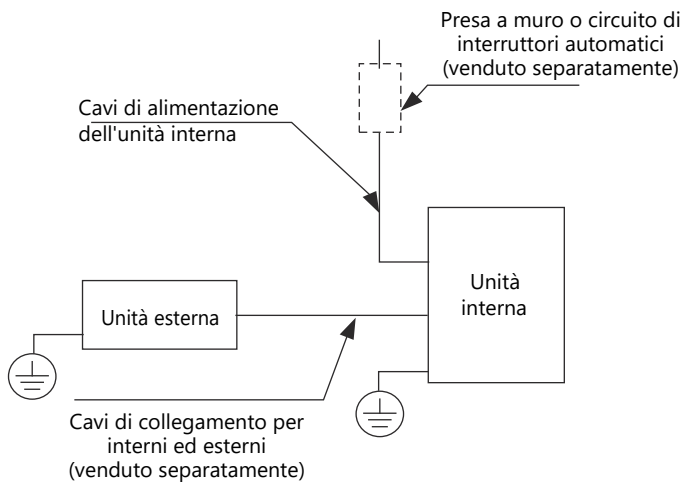 Presa a muro o circuito di
interruttori automatici
(venduto separatamente)
Cavi di alimentazione
dell'unità interna
Unità
interna
Unità esterna
Cavi di collegamento per
interni ed esterni
(venduto separatamente)